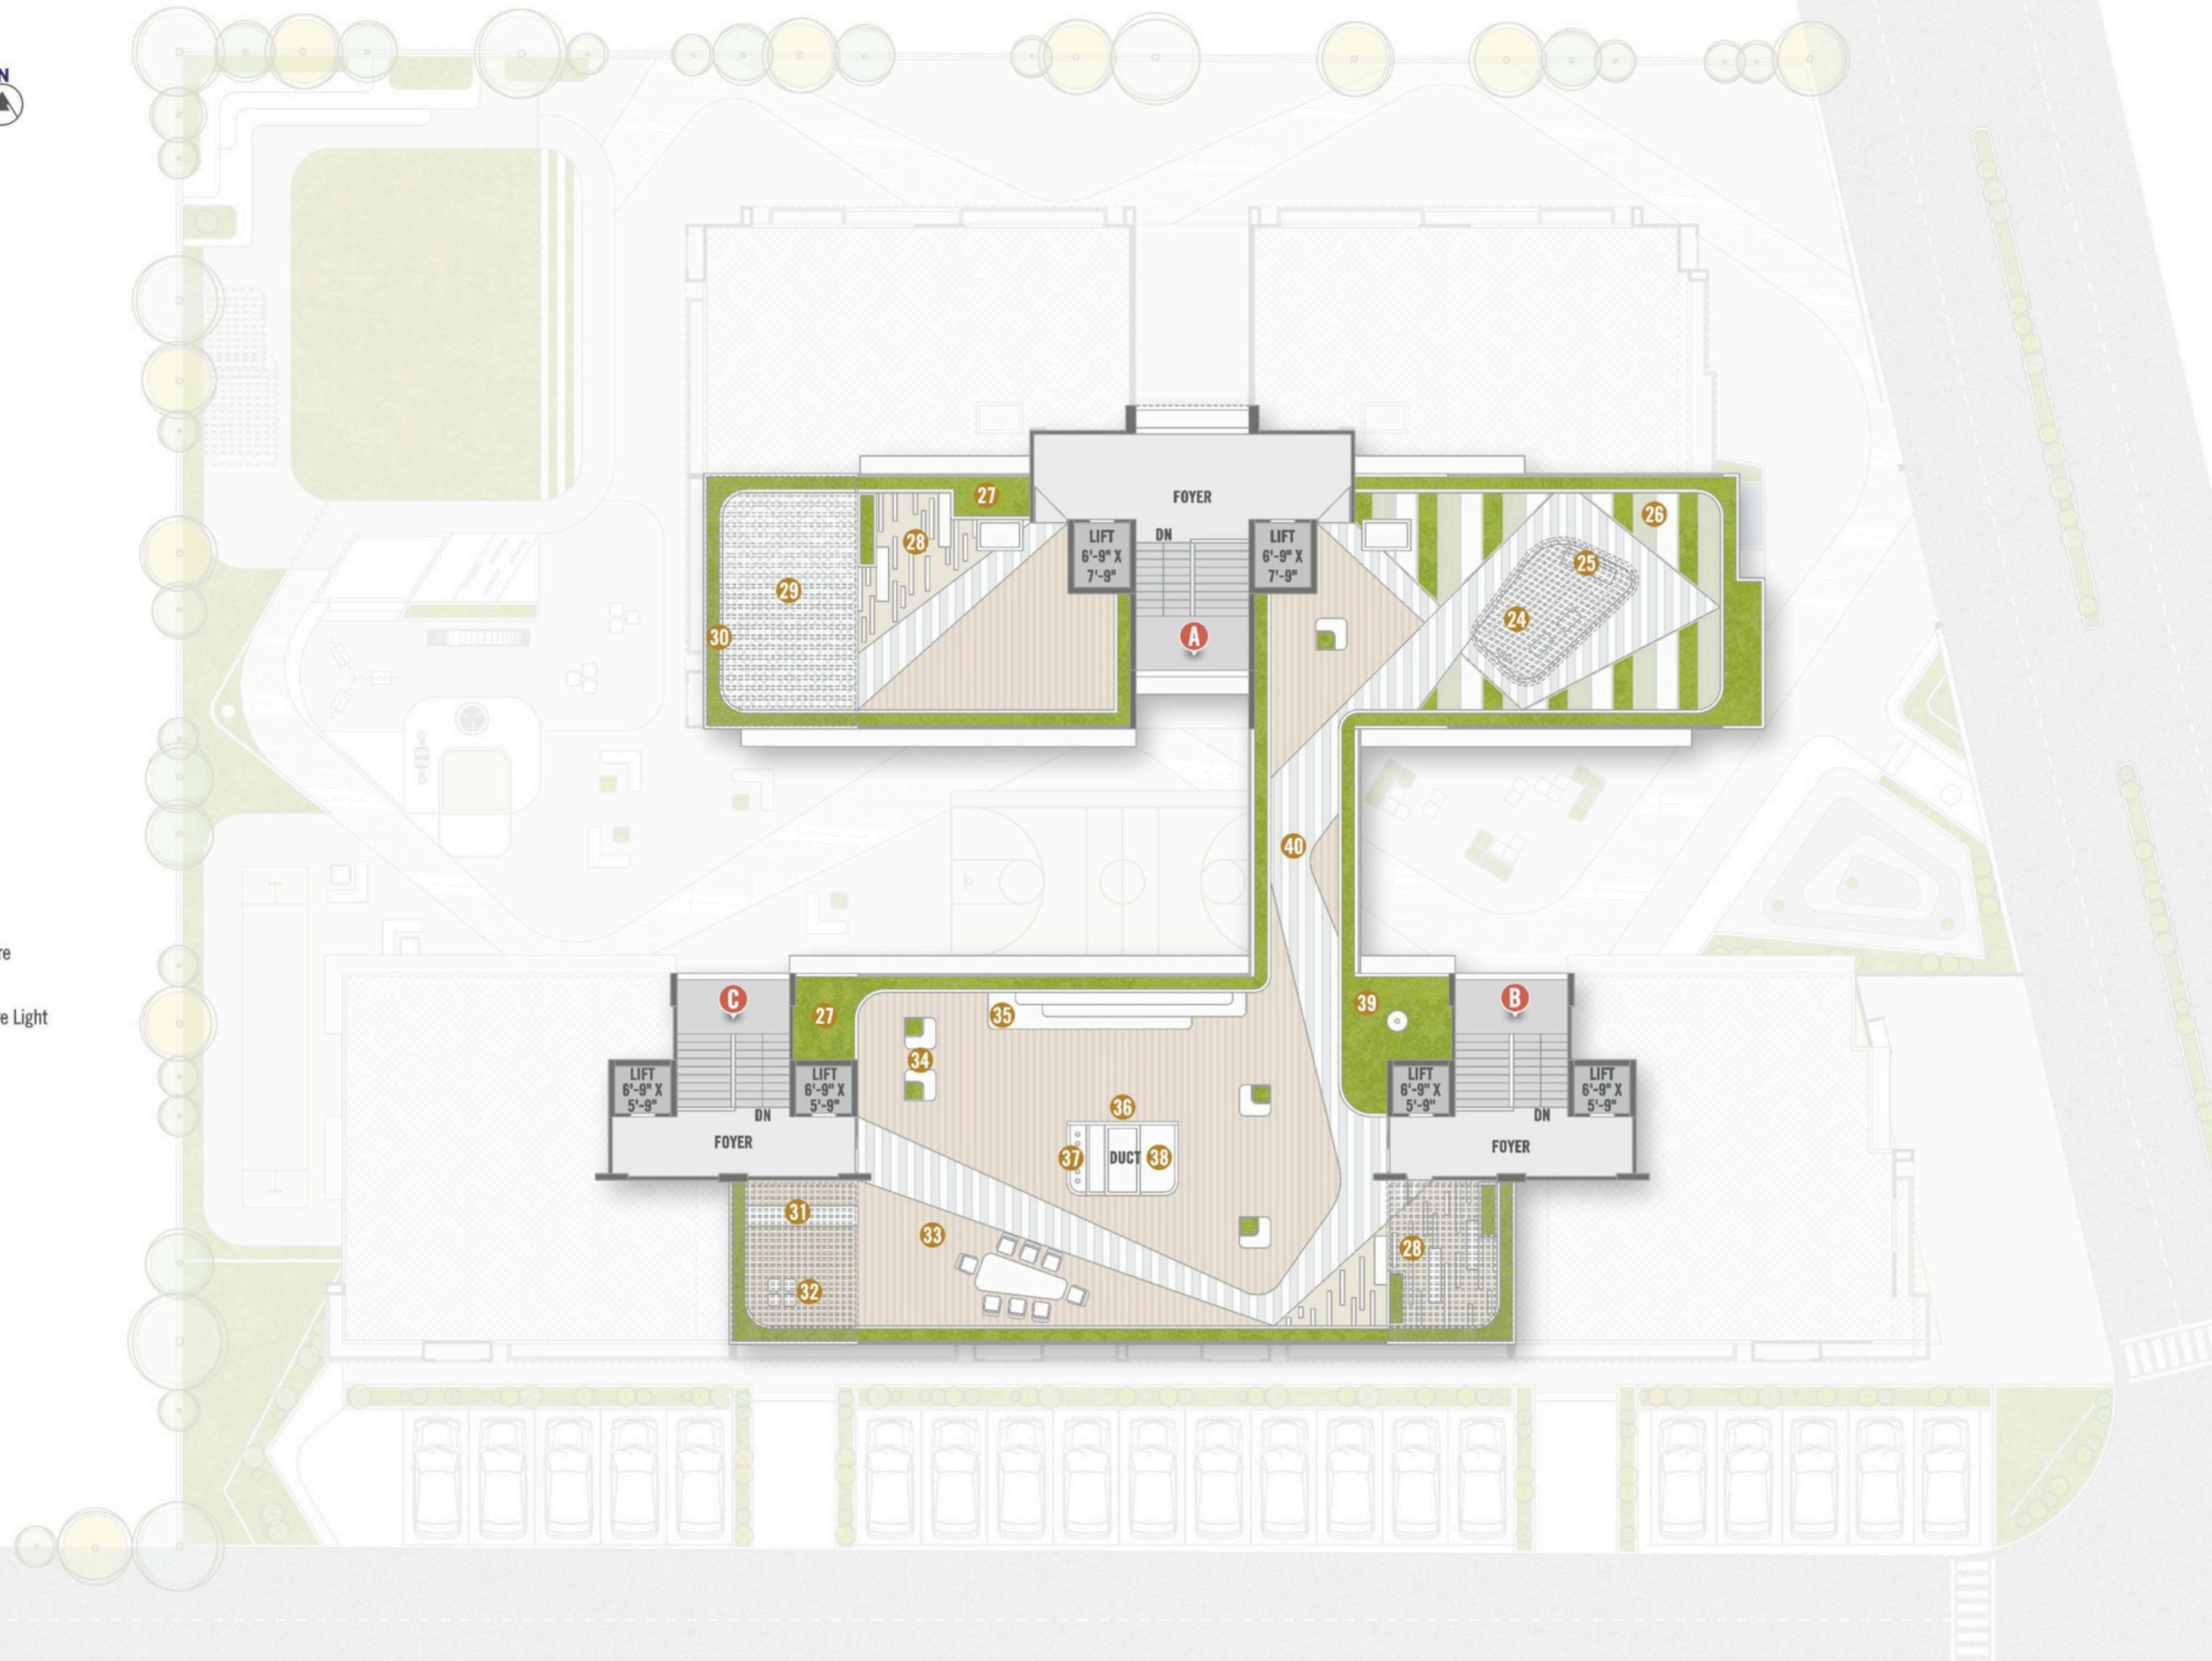 N
27
FOYER
26
28
LIFT
6'-9" X
7'-9"
DN
LIFT
6'-9" X
7'-9"
25
29
24
30
A
40
re
C
27
35
39
B
e Light
34
LIFT
6'-9" X
5'-9"
LIFT
6'-9" X
5'-9"
LIFT
6'-9" X
5'-9"
LIFT
6'-9" X
5'-9"
DN
36
DN
FOYER
37
DUCT
38
FOYER
31
33
28
32